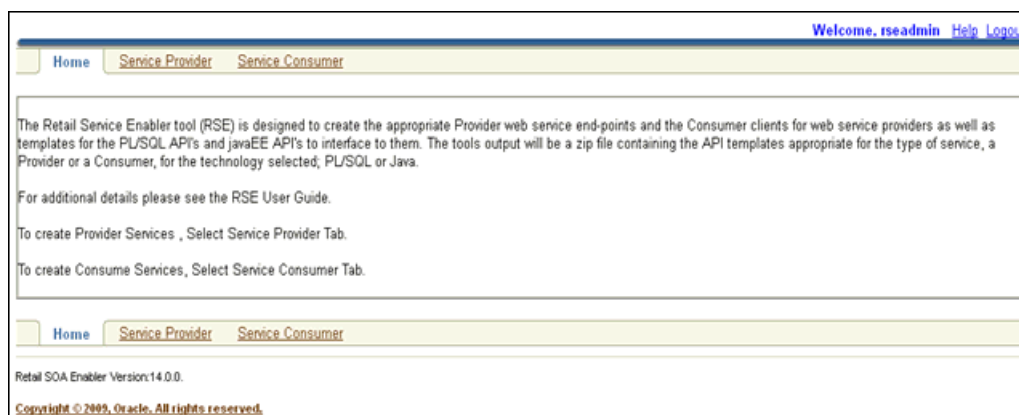 Welcome, rseadmin Help Logou
Home Service Provider Service Consumer
The Retail Service Enabler tool (RSE) is designed to create the appropriate Provider web service end-points and the Consumer clients for web service providers as well as
templates for the PL/SQL API's and javaEE API's to interface to them. The tools output will be a zip file containing the API templates appropriate for the type of service, a
Provider or a Consumer, for the technology selected; PL/SQL or Java.
For additional details please see the RSE User Guide.
To create Provider Services , Select Service Provider Tab.
To create Consume Services, Select Service Consumer Tab.
Home Service Provider Service Consumer
Retail SOA Enabler Version:14.0.0.
Copyright © 2009, Oracle. All rights reserved.